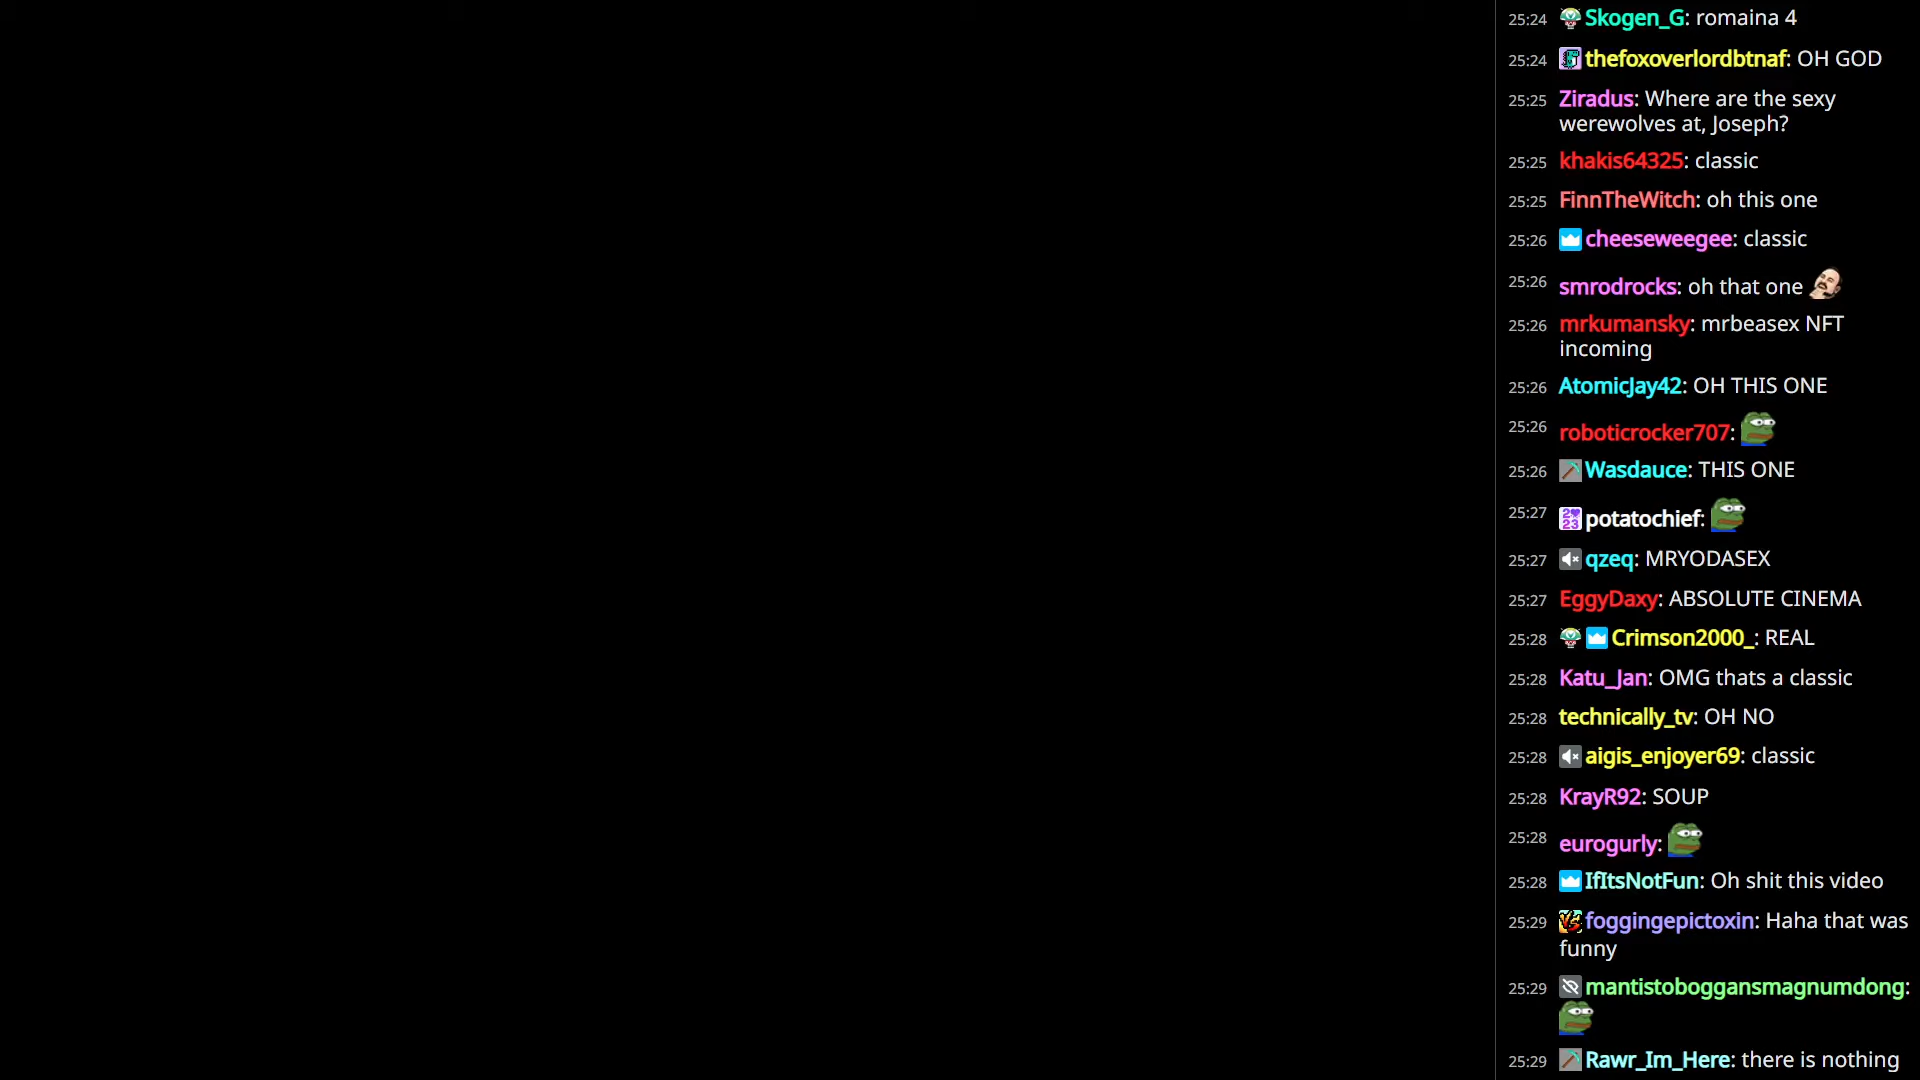 25:24 Skogen_G: romaina 4
25:24 thefoxoverlordbtnaf: OH GOD
25:25 Ziradus: Where are the sexy
werewolves at, Joseph?
25:25 khakis64325: classic
25:25 FinnTheWitch: oh this one
25:26 cheeseweegee: classic
25:26 smrodrocks: oh that one
25:26 mrkumansky: mrbeasex NFT
incoming
25:26 AtomicJay42: OH THIS ONE
25:26 roboticrocker707:
25:26 Wasdauce: THIS ONE
25:27 potatochief:
25:27 qzeq: MRYODASEX
25:27 EggyDaxy: ABSOLUTE CINEMA
25:28 Crimson2000_: REAL
25:28 Katu_Jan: OMG thats a classic
25:28 technically_tv: OH NO
25:28 aigis_enjoyer69: classic
25:28 KrayR92: SOUP
25:28 eurogurly:
25:28 IfItsNotFun: Oh shit this video
25:29 foggingepictoxin: Haha that was
funny
25:29 mantistoboggansmagnumdong:
25:29 Rawr_Im_Here: there is nothing